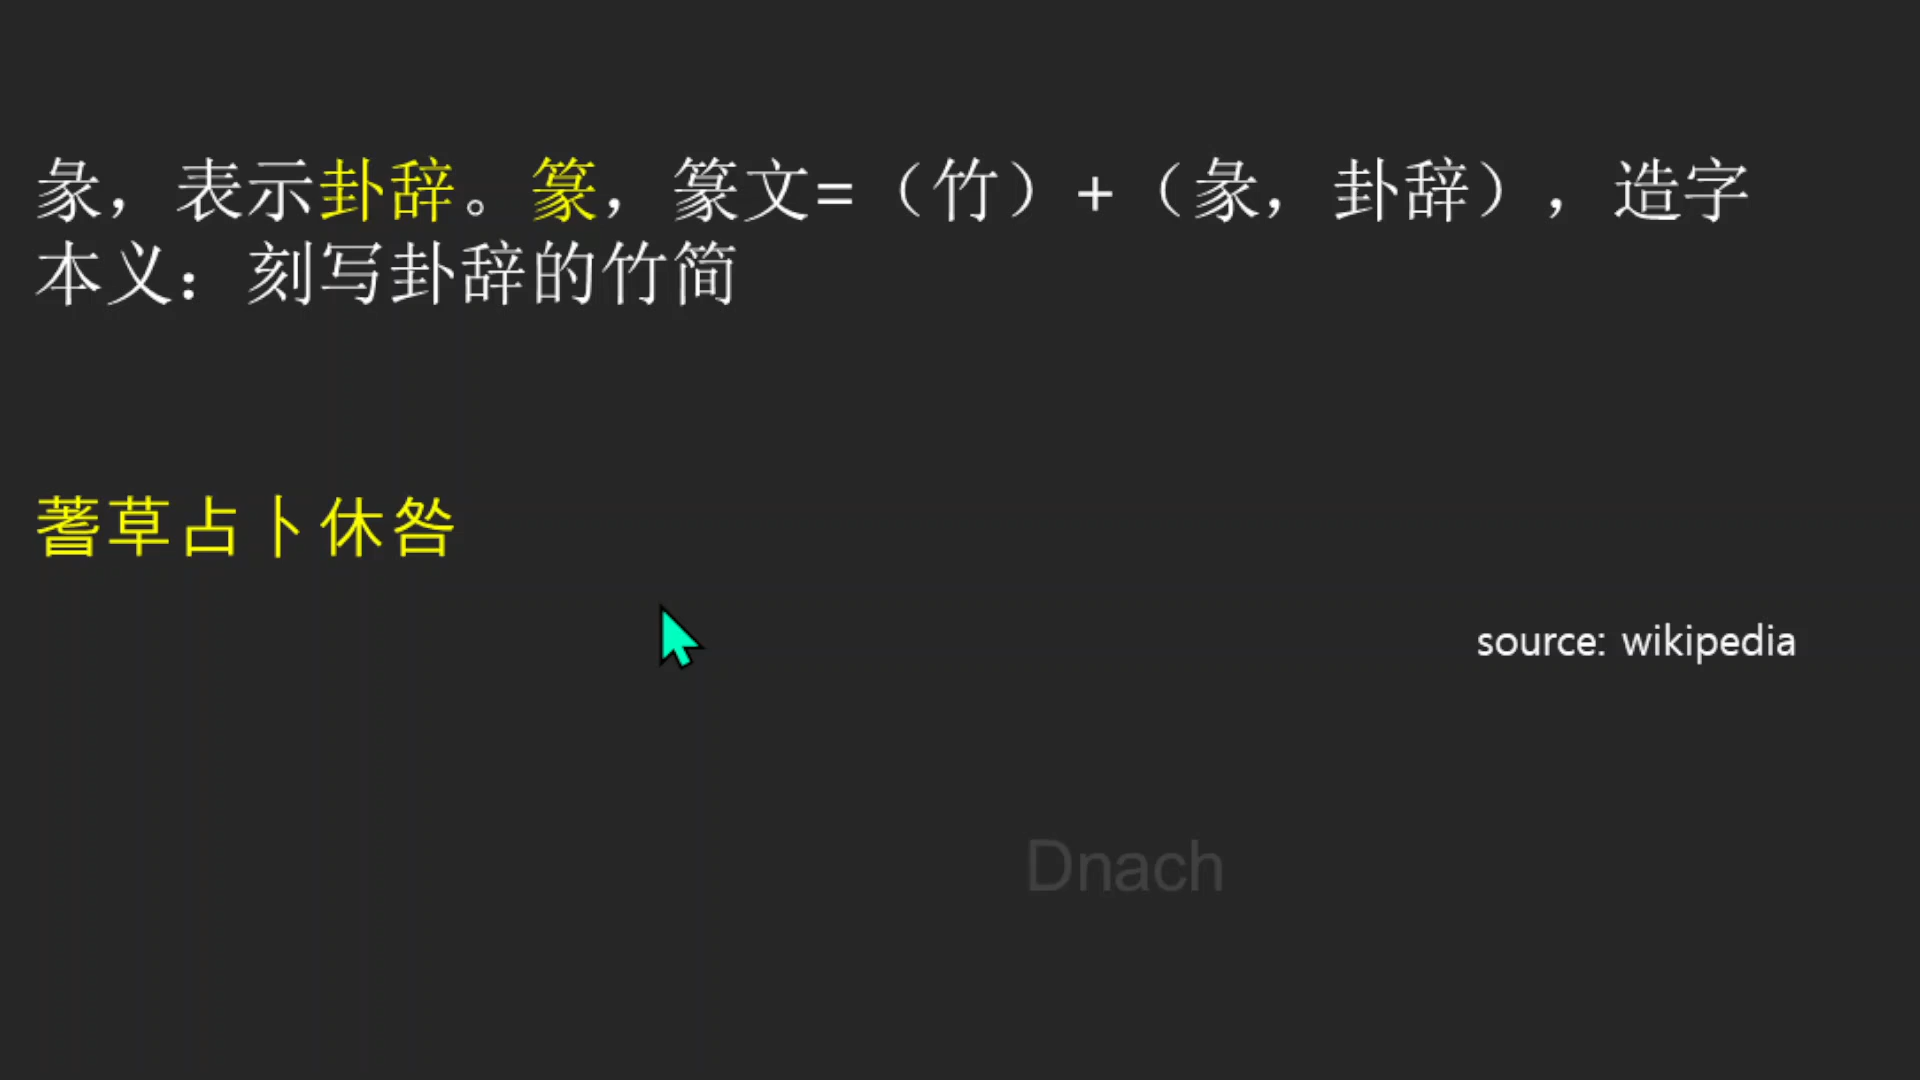 彖，表示卦辞。篆，篆文=（竹）+（彖，卦辞），造字
本义：刻写卦辞的竹简
蓍草占卜休咎
source: wikipedia
Dnach